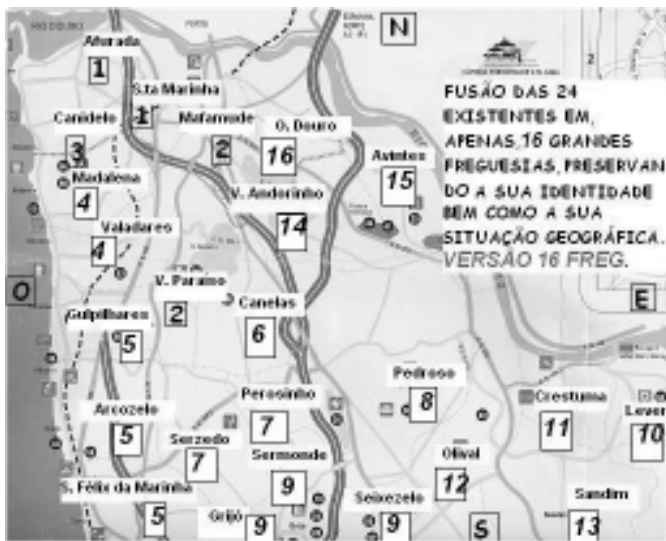 RIO DOURO
N
Afurada
1
S.ta Marinha
1
Canidelo
3
Mafamude
2
O. Douro
16
Avintes
15
FUSÃO DAS 24
EXISTENTES EM,
APENAS, 16 GRANDES
FREGUESIAS, PRESERVAN
DO A SUA IDENTIDADE
BEM COMO A SUA
SITUAÇÃO GEOGRÁFICA.
VERSÃO 16 FREG.
Madalena
4
V. Andorinho
14
Valadares
4
O
V. Paraíso
2
E
Gulpilhares
5
Canelas
6
Pedroso
8
Crestuma
11
Lever
10
Arcozelo
5
Perosinho
7
Serzedo
7
Sermonde
9
Olival
12
S. Félix da Marinha
5
Grijó
9
Seixezelo
9
S
Sandim
13